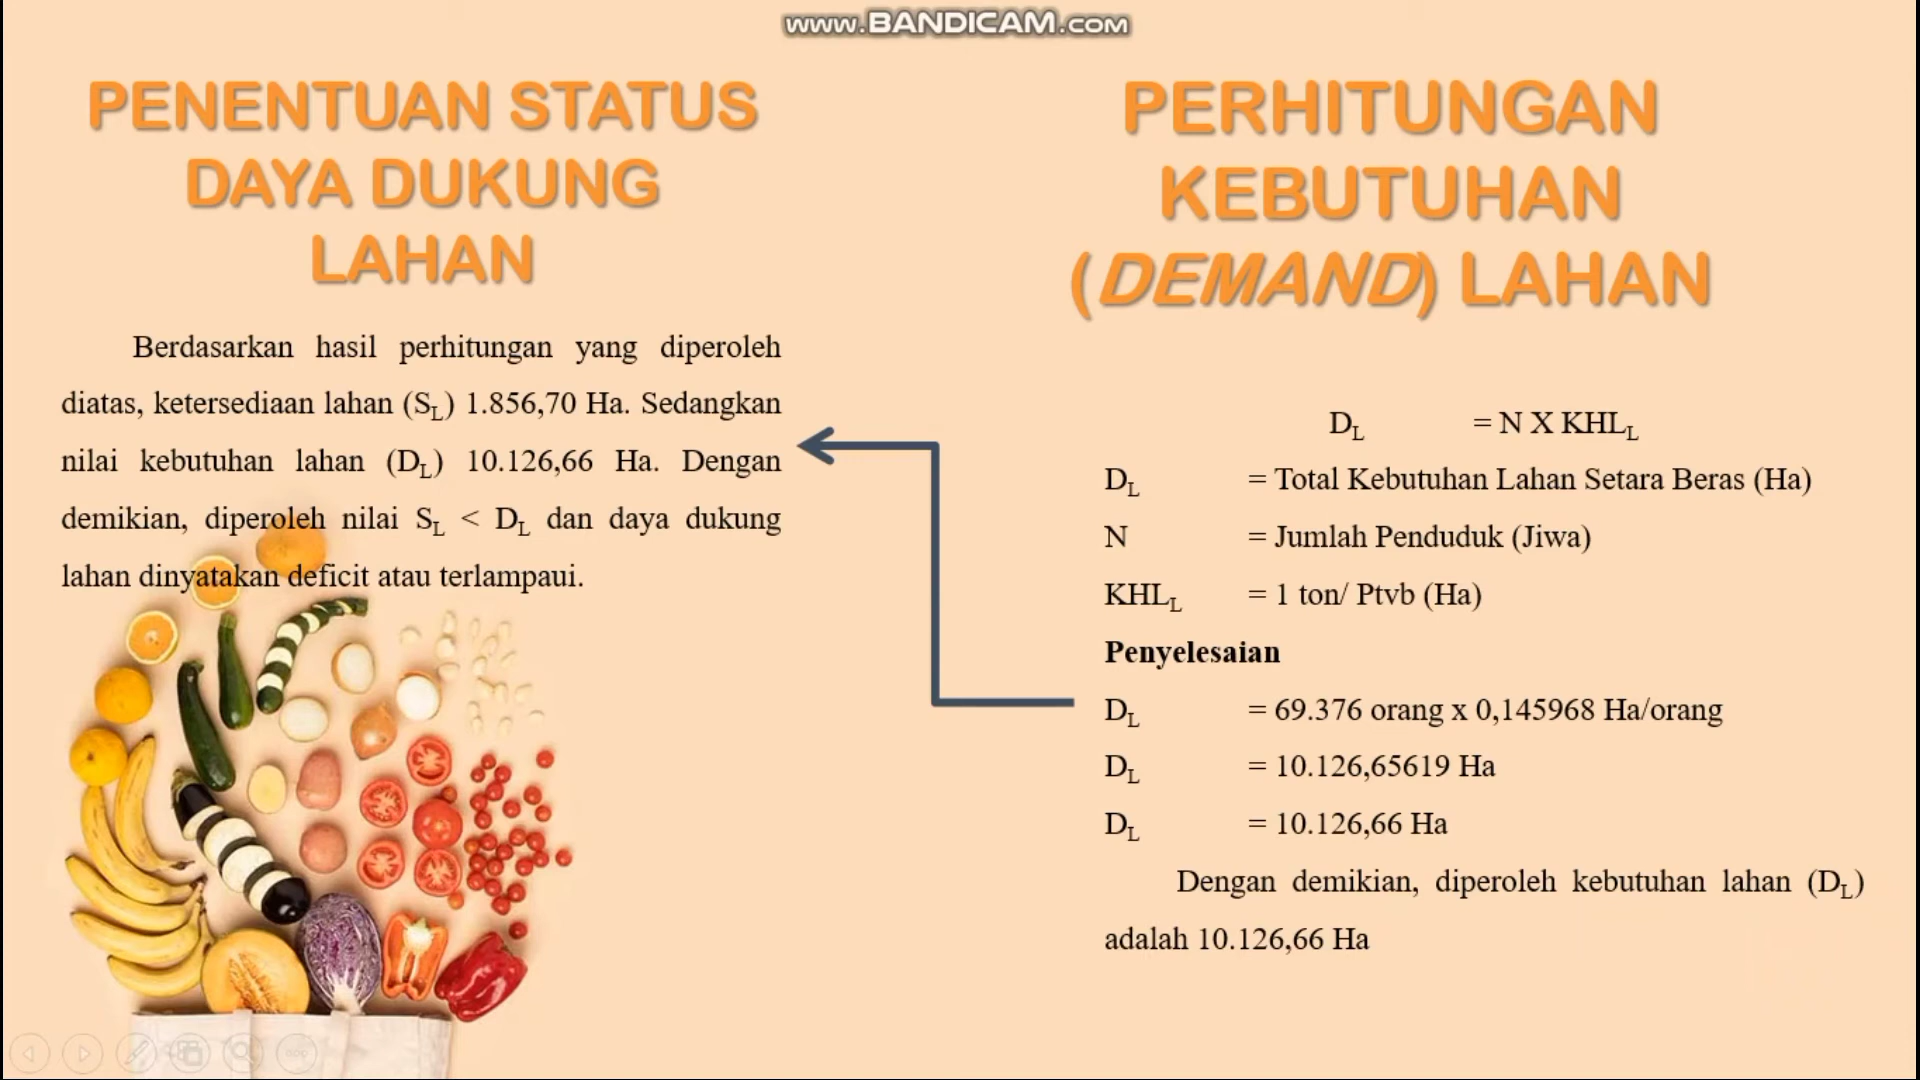 www.BANDICAM.com
PENENTUAN STATUS
DAYA DUKUNG
LAHAN
Berdasarkan hasil perhitungan yang diperoleh
diatas, ketersediaan lahan (SL) 1.856,70 Ha. Sedangkan
nilai kebutuhan lahan (DL) 10.126,66 Ha. Dengan
demikian, diperoleh nilai SL < DL dan daya dukung
lahan dinyatakan deficit atau terlampaui.
PERHITUNGAN
KEBUTUHAN
(DEMAND) LAHAN
DL = N X KHLL
DL = Total Kebutuhan Lahan Setara Beras (Ha)
N = Jumlah Penduduk (Jiwa)
KHLL = 1 ton/ Ptvb (Ha)
Penyelesaian
DL = 69.376 orang x 0,145968 Ha/orang
DL = 10.126,65619 Ha
DL = 10.126,66 Ha
Dengan demikian, diperoleh kebutuhan lahan (DL)
adalah 10.126,66 Ha